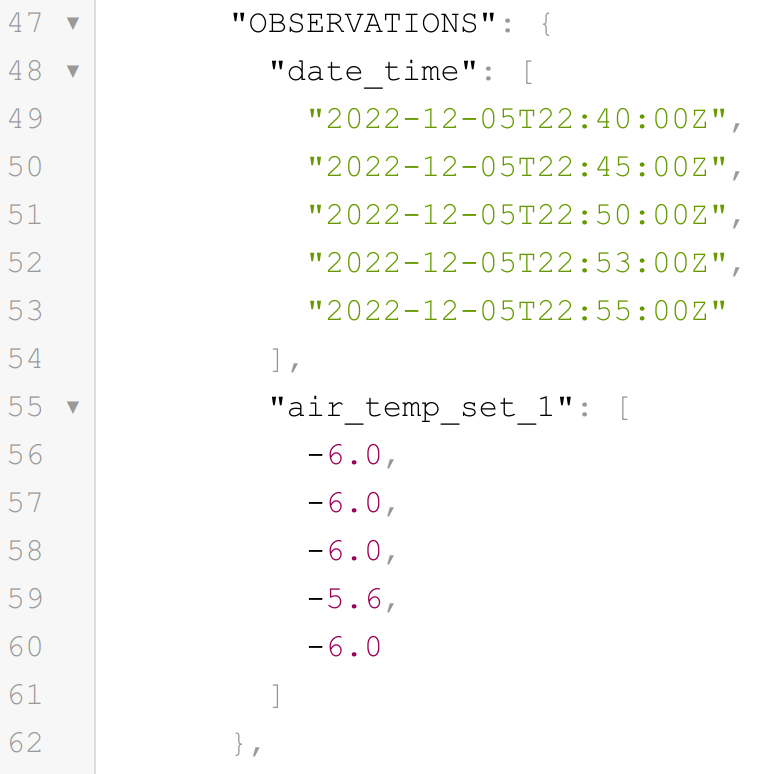 47 ▼ "OBSERVATIONS": {
48 ▼ "date_time": [
49 "2022-12-05T22:40:00Z",
50 "2022-12-05T22:45:00Z",
51 "2022-12-05T22:50:00Z",
52 "2022-12-05T22:53:00Z",
53 "2022-12-05T22:55:00Z"
54 ],
55 ▼ "air_temp_set_1": [
56 -6.0,
57 -6.0,
58 -6.0,
59 -5.6,
60 -6.0
61 ]
62 },